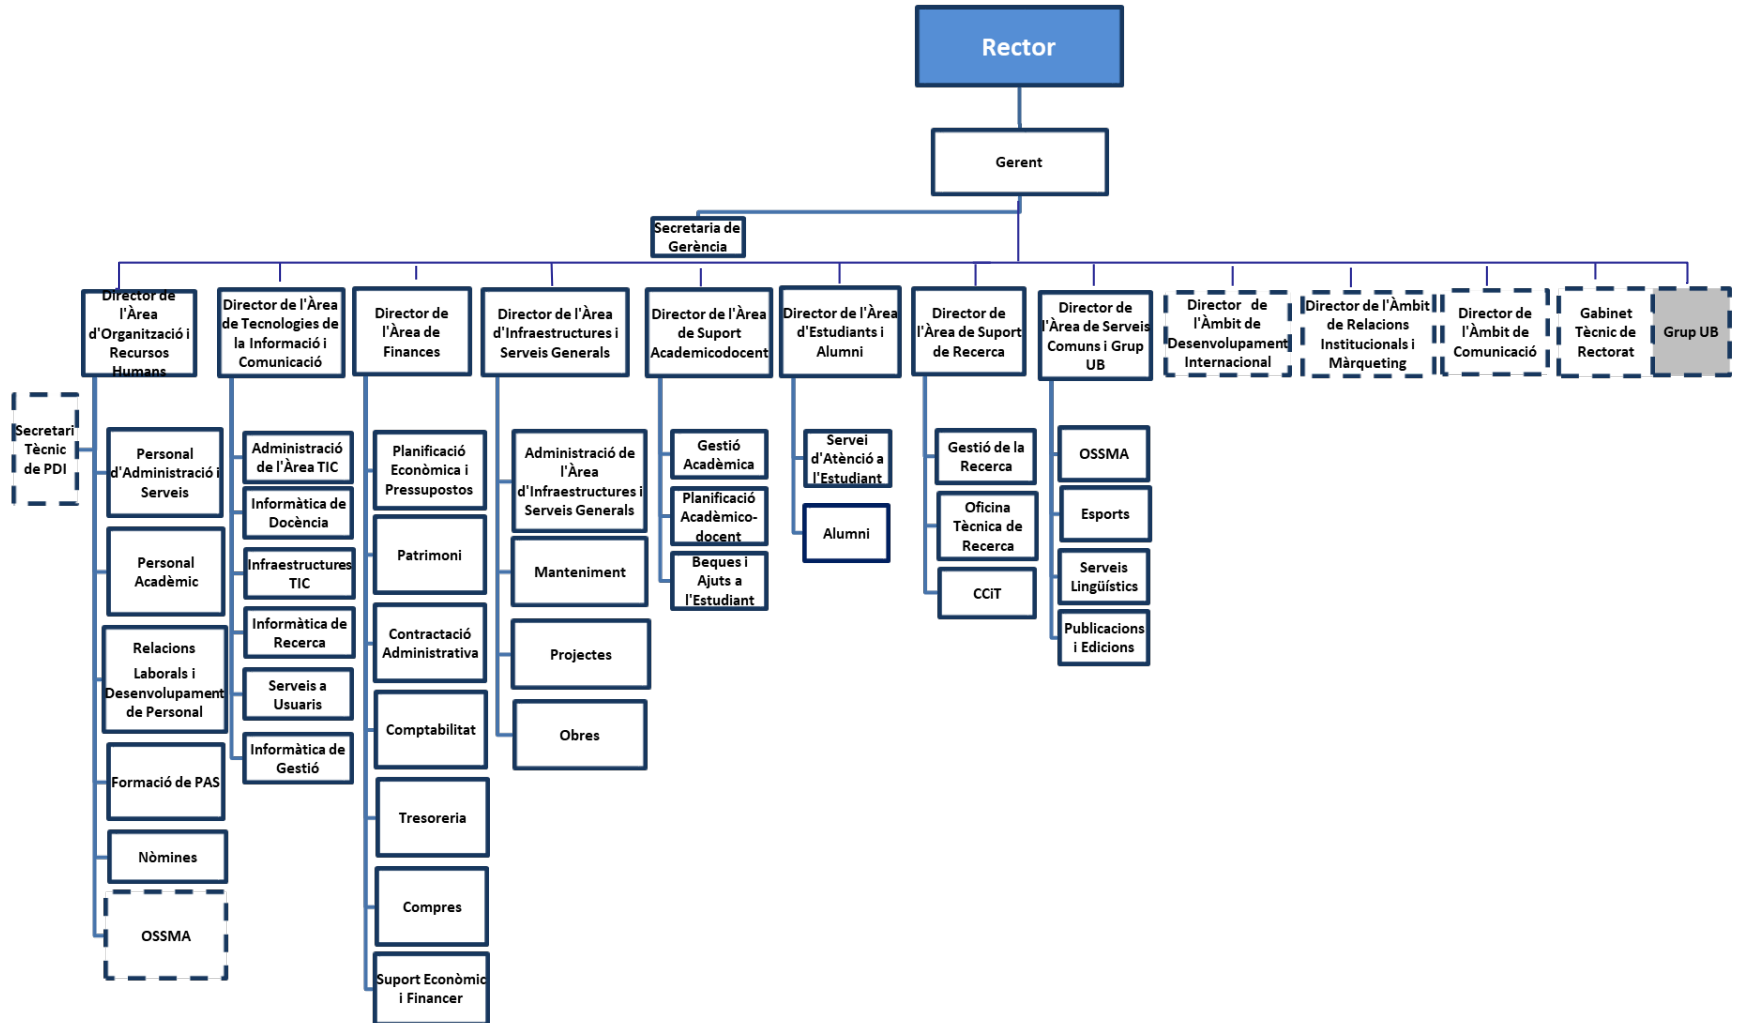 Rector
Gerent
Secretaria de
Gerència
Director de
l'Àrea
d'Organització i
Recursos
Humans
Director de l'Àrea
de Tecnologies de
la Informació i
Comunicació
Director de
l'Àrea de
Finances
Director de l'Àrea
d'Infraestructures i
Serveis Generals
Director de l'Àrea
de Suport
Academicodocent
Director de l'Àrea
d'Estudiants i
Alumni
Director de
l'Àrea de Suport
de Recerca
Director de
l'Àrea de Serveis
Comuns i Grup
UB
Director de
l'Àmbit de
Desenvolupament
Internacional
Director de l'Àmbit
de Relacions
Institucionals i
Màrqueting
Director de
l'Àmbit de
Comunicació
Gabinet
Tècnic de
Rectorat
Grup UB
Secretari
Tècnic
de PDI
Personal
d'Administració i
Serveis
Personal
Acadèmic
Relacions
Laborals i
Desenvolupament
de Personal
Formació de PAS
Nòmines
OSSMA
Administració
de l'Àrea TIC
Informàtica de
Docència
Infraestructures
TIC
Informàtica de
Recerca
Serveis a
Usuaris
Informàtica de
Gestió
Planificació
Econòmica i
Pressupostos
Patrimoni
Contractació
Administrativa
Comptabilitat
Tresoreria
Compres
Suport Econòmic
i Financer
Administració de
l'Àrea
d'Infraestructures i
Serveis Generals
Manteniment
Projectes
Obres
Gestió
Acadèmica
Planificació
Acadèmico-
docent
Beques i
Ajuts a
l'Estudiant
Servei
d'Atenció a
l'Estudiant
Alumni
Gestió de la
Recerca
Oficina
Tècnica de
Recerca
CCiT
OSSMA
Esports
Serveis
Lingüístics
Publicacions
i Edicions